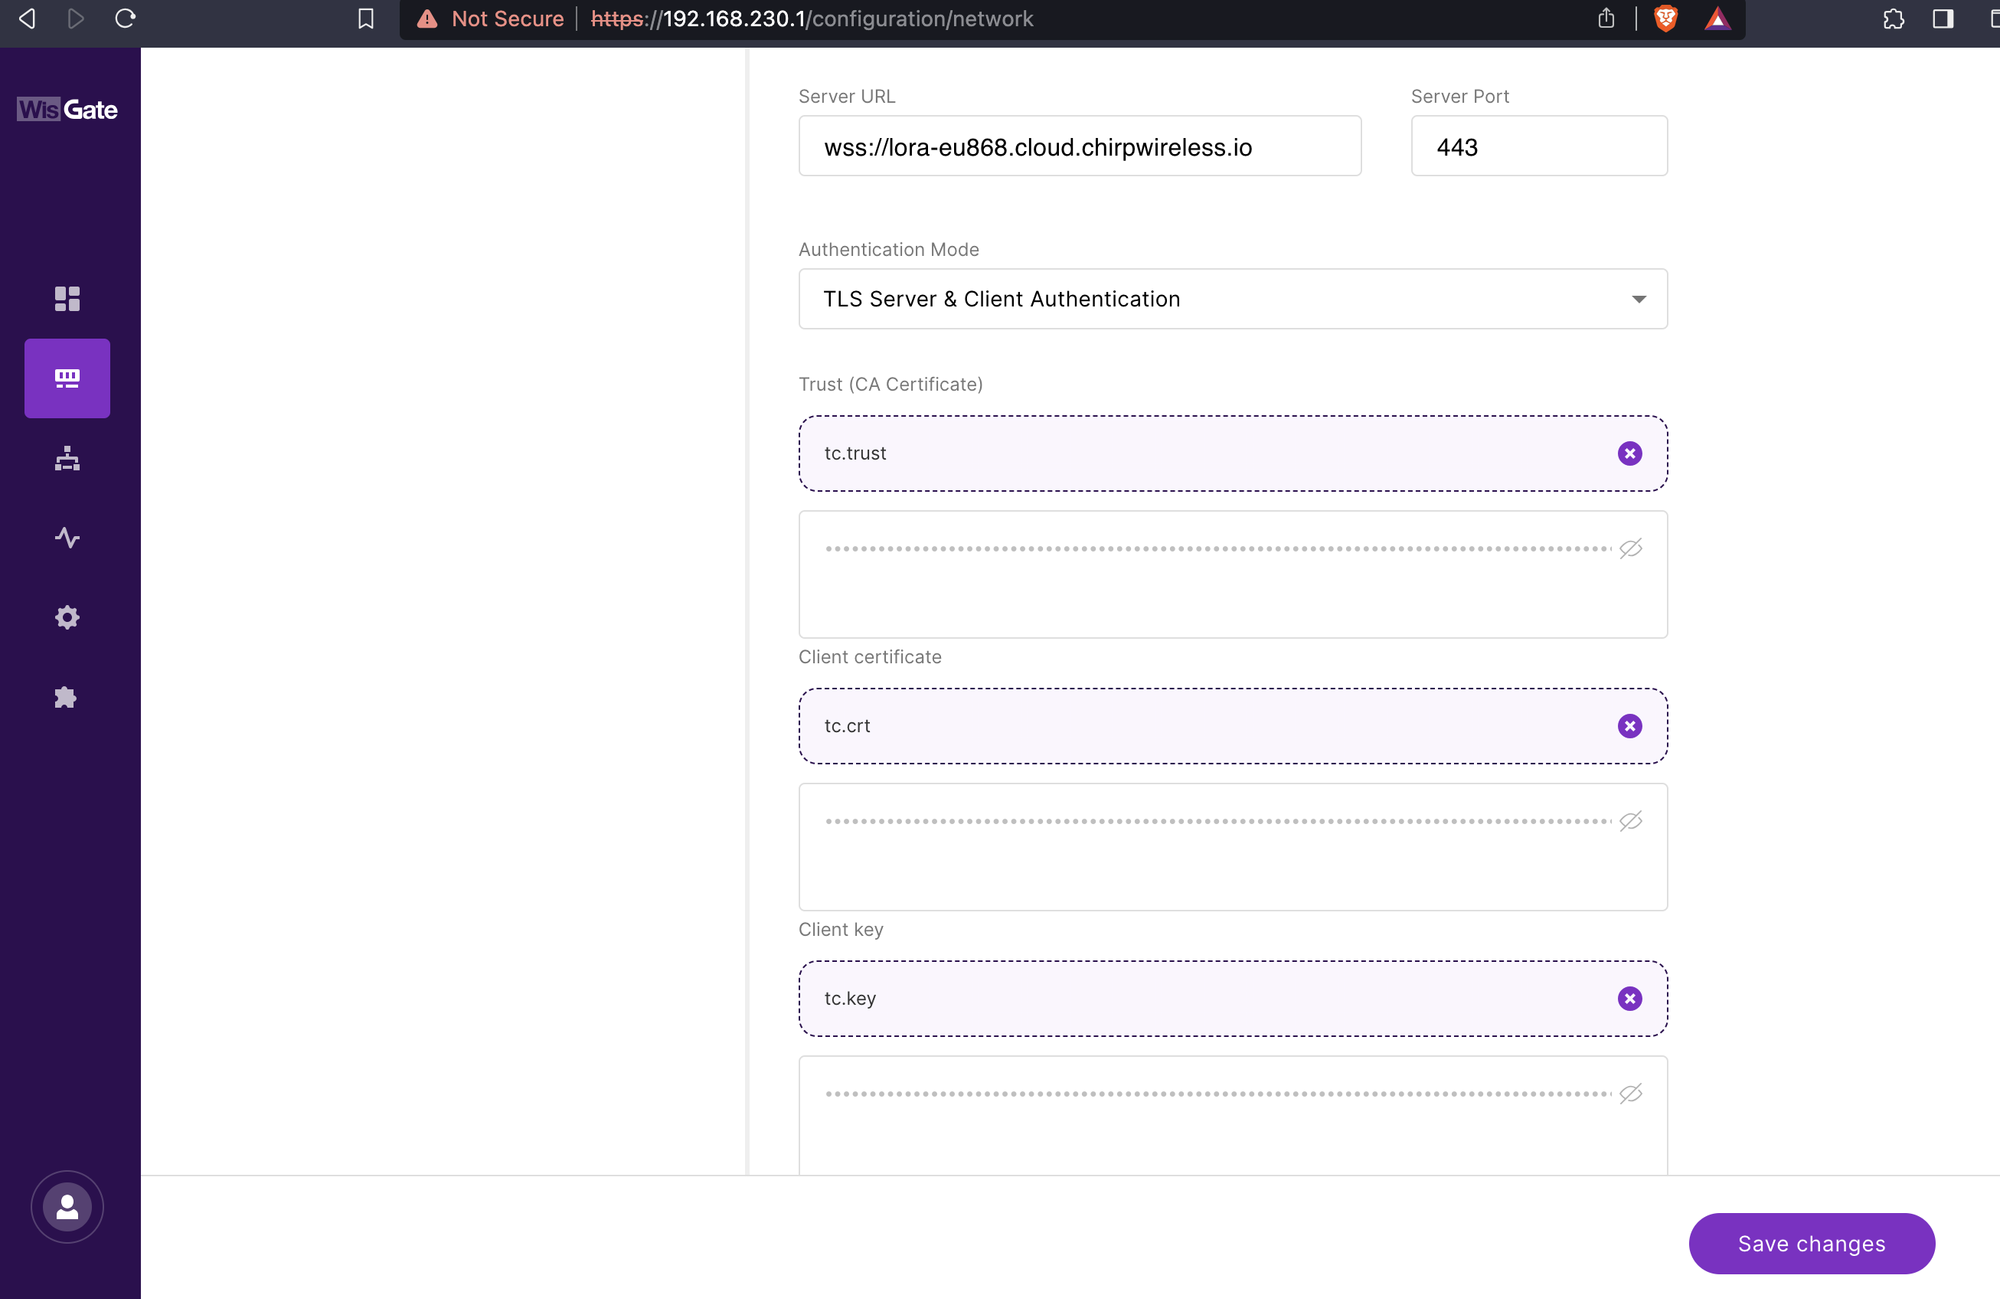 Not Secure | https://192.168.230.1/configuration/network
WisGate
Server URL
Server Port
wss://lora-eu868.cloud.chirpwireless.io
443
Authentication Mode
TLS Server & Client Authentication
Trust (CA Certificate)
tc.trust
Client certificate
tc.crt
Client key
tc.key
Save changes